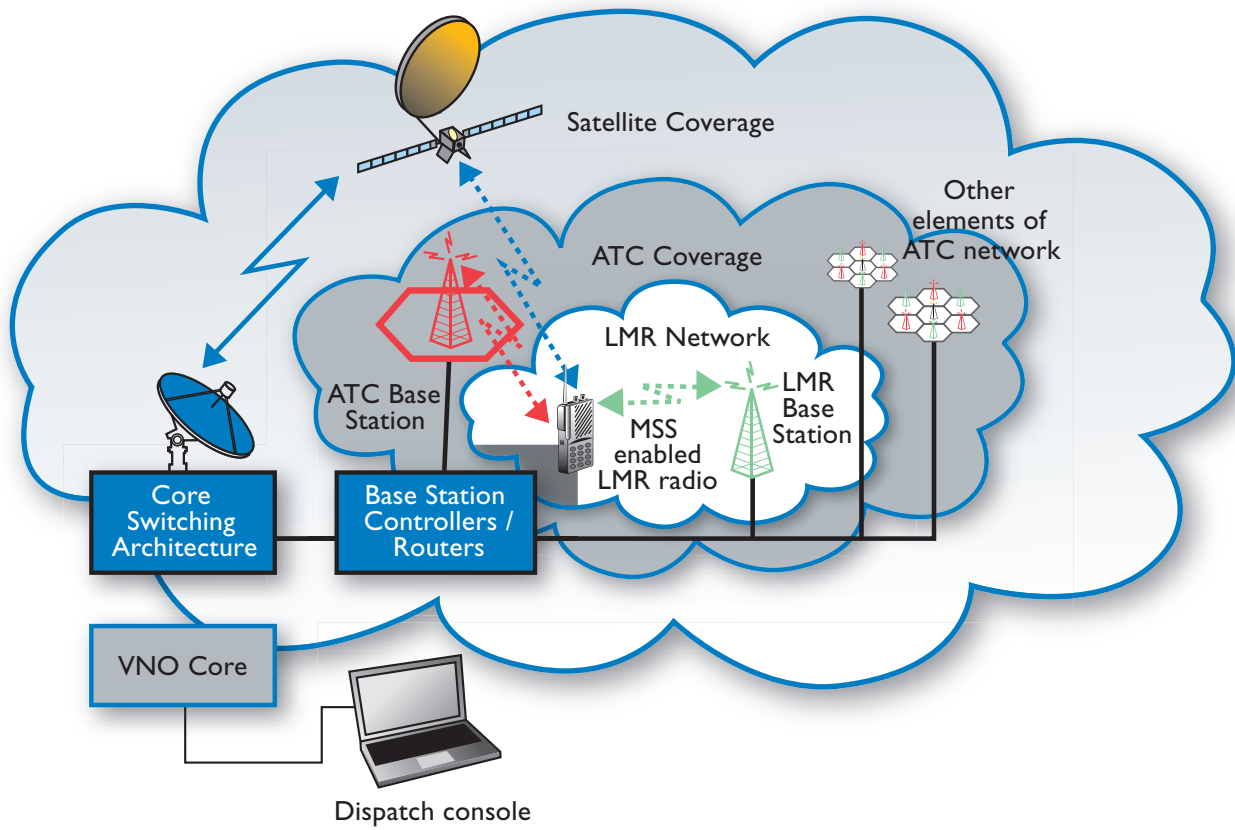 Satellite Coverage
Other
elements of
ATC network
ATC Coverage
LMR Network
ATC Base
Station
LMR
Base
Station
MSS
enabled
LMR radio
Core
Switching
Architecture
Base Station
Controllers /
Routers
VNO Core
Dispatch console